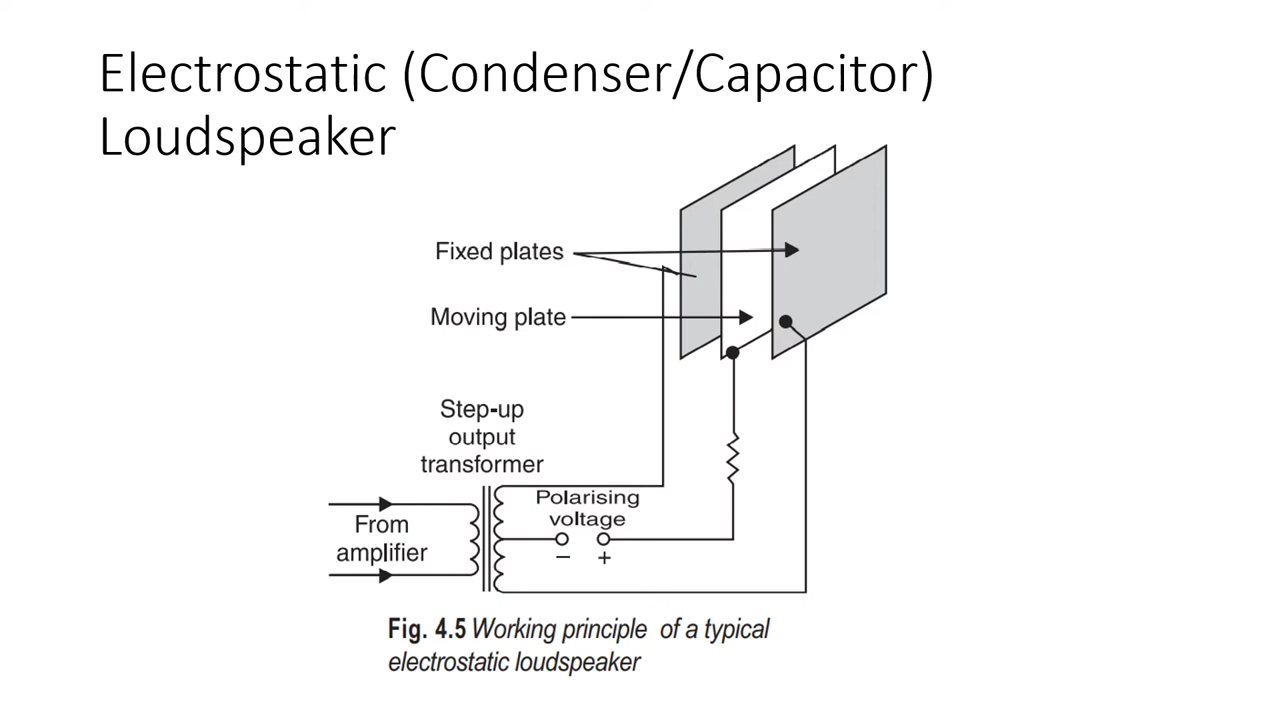 Electrostatic (Condenser/Capacitor)
Loudspeaker
Fixed plates
Moving plate
Step-up
output
transformer
Polarising
voltage
From
amplifier
− +
Fig. 4.5 Working principle of a typical
electrostatic loudspeaker